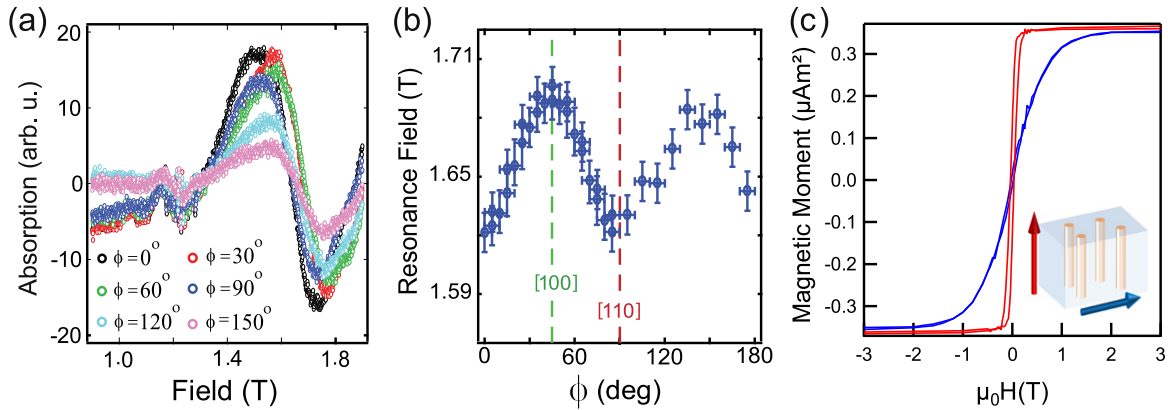 (a)
Absorption (arb. u.)
20
10
0
-10
-20
1.0
1.4
1.8
Field (T)
ϕ=0°
ϕ=30°
ϕ=60°
ϕ=90°
ϕ=120°
ϕ=150°
(b)
Resonance Field (T)
1.71
1.65
1.59
[100]
[110]
0
60
120
180
ϕ (deg)
(c)
Magnetic Moment (µAm²)
0.3
0.2
0.1
0.0
-0.1
-0.2
-0.3
-3
-2
-1
0
1
2
3
µ₀H(T)